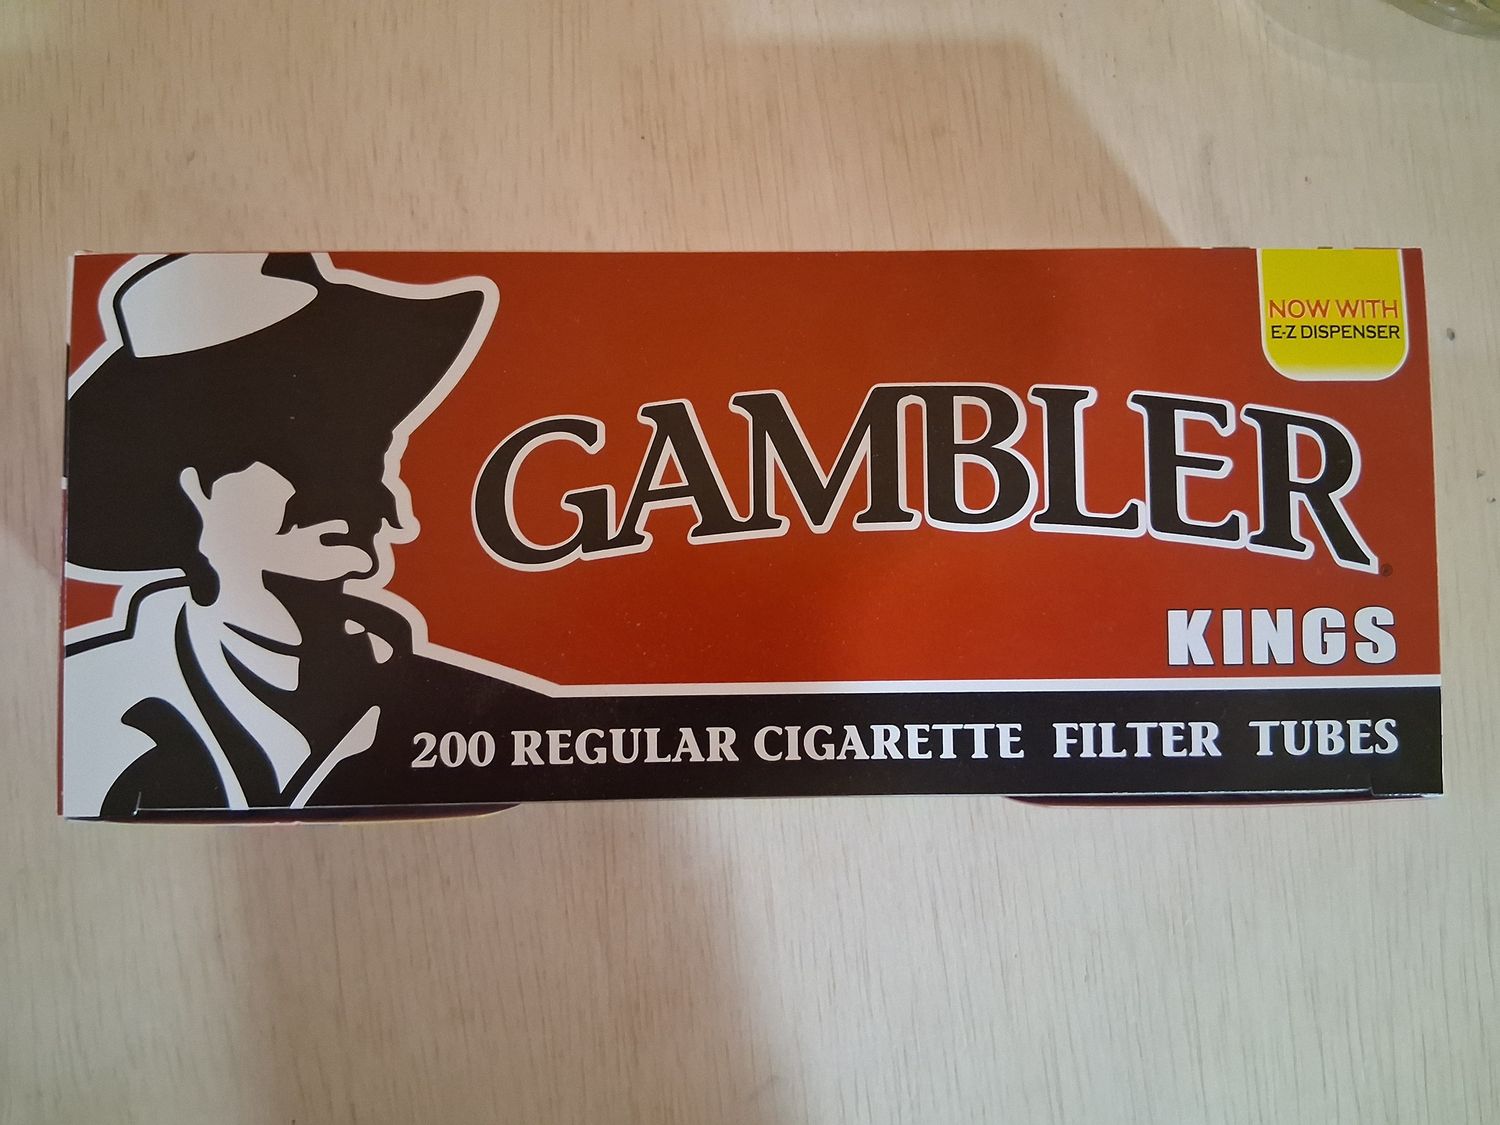 NOW WITH
E-Z DISPENSER
GAMBLER®
KINGS
200 REGULAR CIGARETTE FILTER TUBES